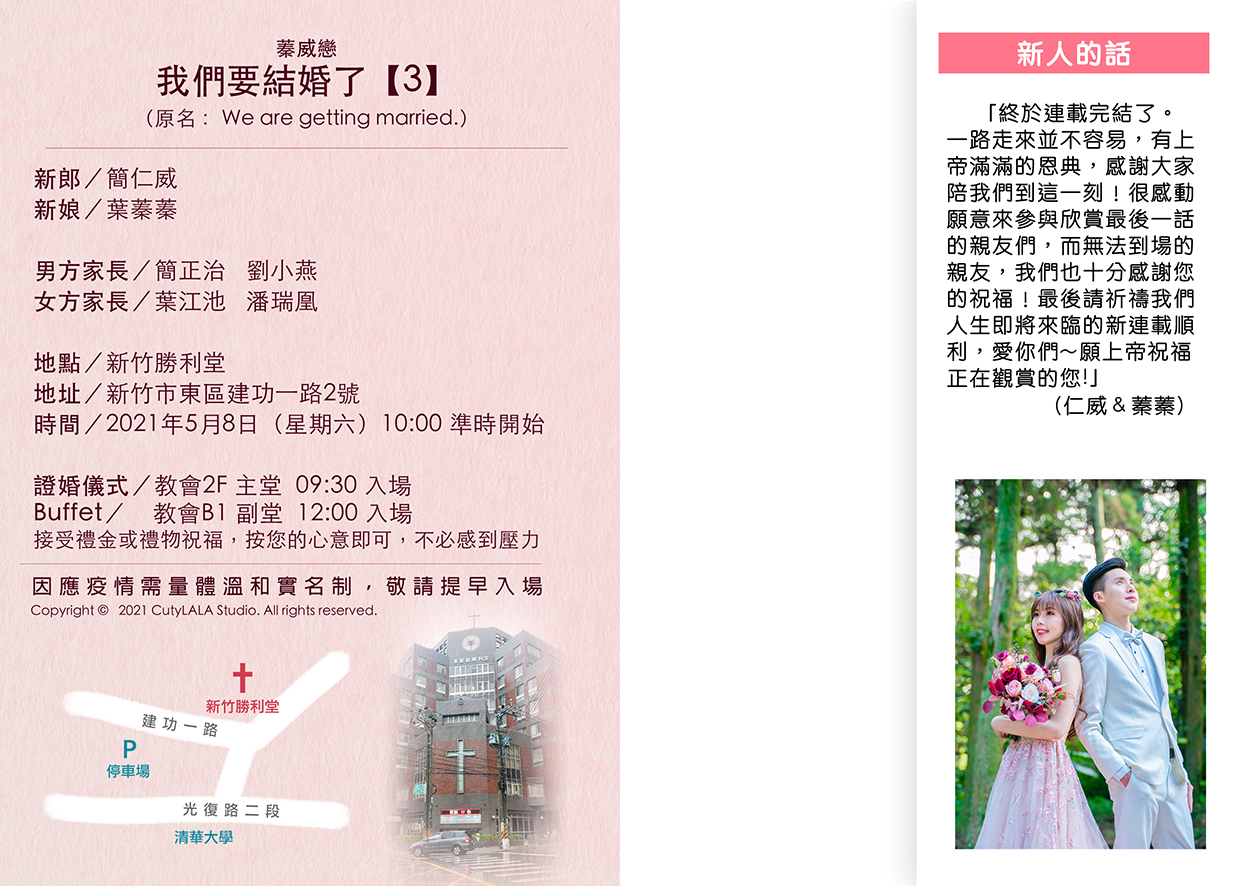 蓁威戀
我們要結婚了【3】
（原名： We are getting married.）
新郎／簡仁威
新娘／葉蓁蓁
男方家長／簡正治 劉小燕
女方家長／葉江池 潘瑞凰
地點／新竹勝利堂
地址／新竹市東區建功一路2號
時間／2021年5月8日（星期六）10:00 準時開始
證婚儀式／教會2F 主堂 09:30 入場
Buffet／ 教會B1 副堂 12:00 入場
接受禮金或禮物祝福，按您的心意即可，不必感到壓力
因應疫情需量體溫和實名制，敬請提早入場
Copyright © 2021 CutyLALA Studio. All rights reserved.
新竹勝利堂
建功一路
P
停車場
光復路二段
清華大學
新人的話
「終於連載完結了。
一路走來並不容易，有上
帝滿滿的恩典，感謝大家
陪我們到這一刻！很感動
願意來參與欣賞最後一話
的親友們，而無法到場的
親友，我們也十分感謝您
的祝福！最後請祈禱我們
人生即將來臨的新連載順
利，愛你們~願上帝祝福
正在觀賞的您!」
（仁威＆蓁蓁）